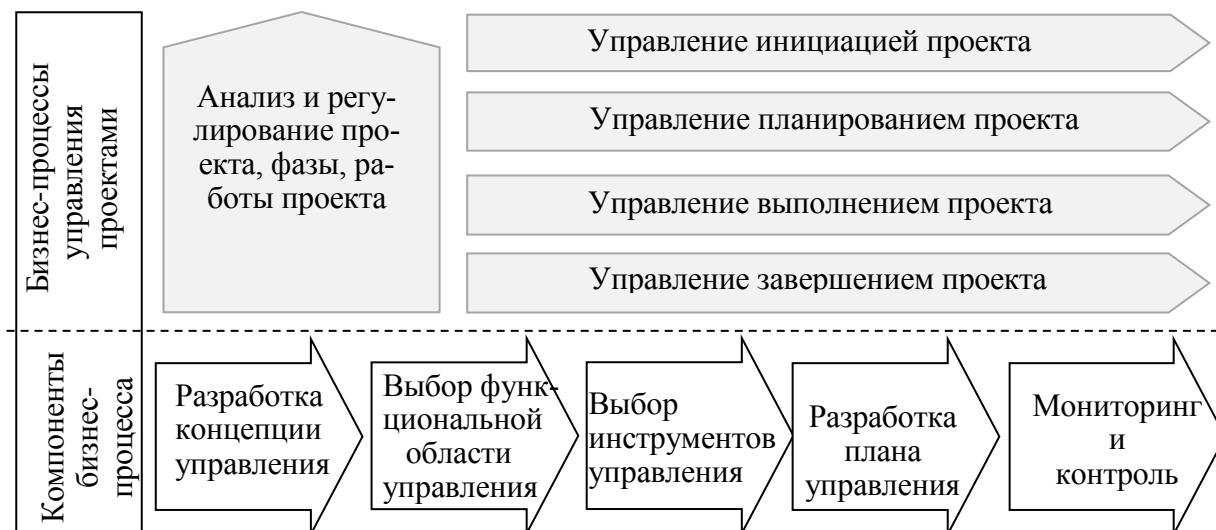 Бизнес-процессы
управления
проектами
Анализ и регу-
лирование про-
екта, фазы, ра-
боты проекта
Управление инициацией проекта
Управление планированием проекта
Управление выполнением проекта
Управление завершением проекта
Компоненты
бизнес-
процесса
Разработка
концепции
управления
Выбор функ-
циональной
области
управления
Выбор
инструментов
управления
Разработка
плана
управления
Мониторинг
и
контроль